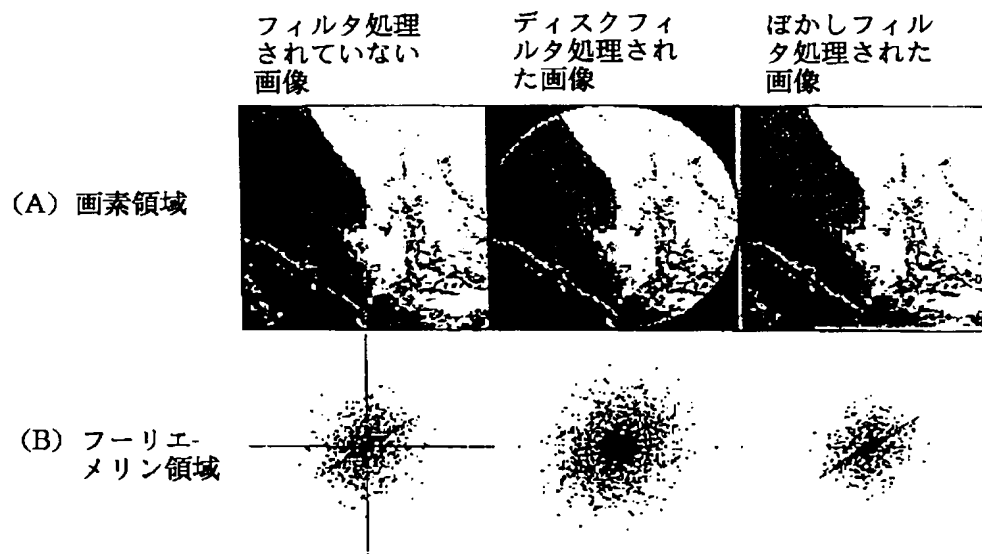 フィルタ処理
されていない
画像
ディスクフィ
ルタ処理され
た画像
ぼかしフィル
タ処理された
画像
(A) 画素領域
(B) フーリエ-
メリン領域